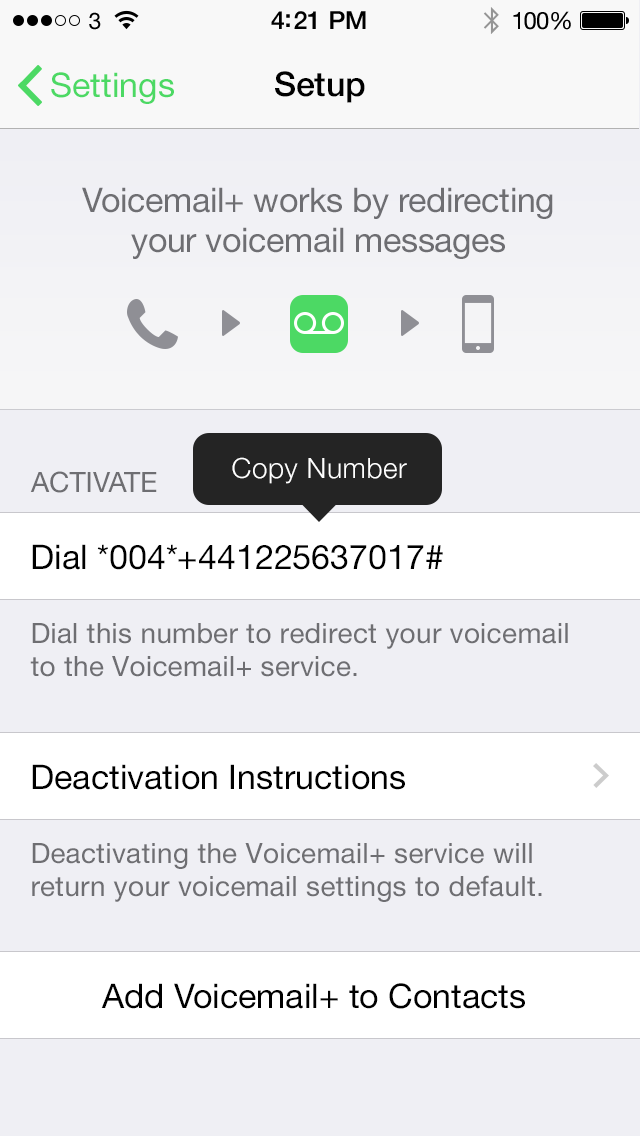 3 4:21 PM 100%
Settings Setup
Voicemail+ works by redirecting
your voicemail messages
Copy Number
ACTIVATE
Dial *004*+441225637017#
Dial this number to redirect your voicemail
to the Voicemail+ service.
Deactivation Instructions
Deactivating the Voicemail+ service will
return your voicemail settings to default.
Add Voicemail+ to Contacts